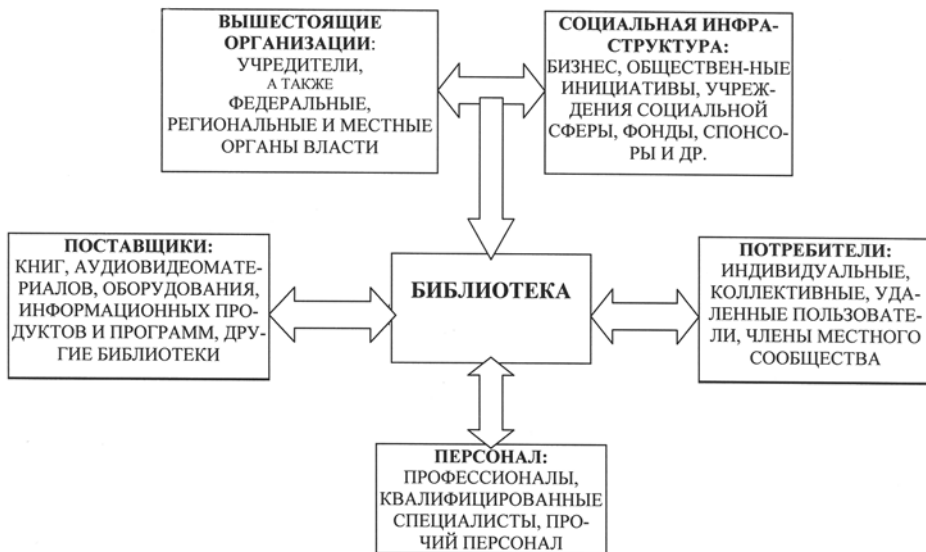 ВЫШЕСТОЯЩИЕ
ОРГАНИЗАЦИИ:
УЧРЕДИТЕЛИ,
А ТАКЖЕ
ФЕДЕРАЛЬНЫЕ,
РЕГИОНАЛЬНЫЕ И МЕСТНЫЕ
ОРГАНЫ ВЛАСТИ
СОЦИАЛЬНАЯ ИНФРА-
СТРУКТУРА:
БИЗНЕС, ОБЩЕСТВЕН-НЫЕ
ИНИЦИАТИВЫ, УЧРЕЖ-
ДЕНИЯ СОЦИАЛЬНОЙ
СФЕРЫ, ФОНДЫ, СПОНСО-
РЫ И ДР.
ПОСТАВЩИКИ:
КНИГ, АУДИОВИДЕОМАТЕ-
РИАЛОВ, ОБОРУДОВАНИЯ,
ИНФОРМАЦИОННЫХ ПРО-
ДУКТОВ И ПРОГРАММ, ДРУ-
ГИЕ БИБЛИОТЕКИ
БИБЛИОТЕКА
ПОТРЕБИТЕЛИ:
ИНДИВИДУАЛЬНЫЕ,
КОЛЛЕКТИВНЫЕ, УДА-
ЛЕННЫЕ ПОЛЬЗОВАТЕ-
ЛИ, ЧЛЕНЫ МЕСТНОГО
СООБЩЕСТВА
ПЕРСОНАЛ:
ПРОФЕССИОНАЛЫ,
КВАЛИФИЦИРОВАННЫЕ
СПЕЦИАЛИСТЫ, ПРО-
ЧИЙ ПЕРСОНАЛ